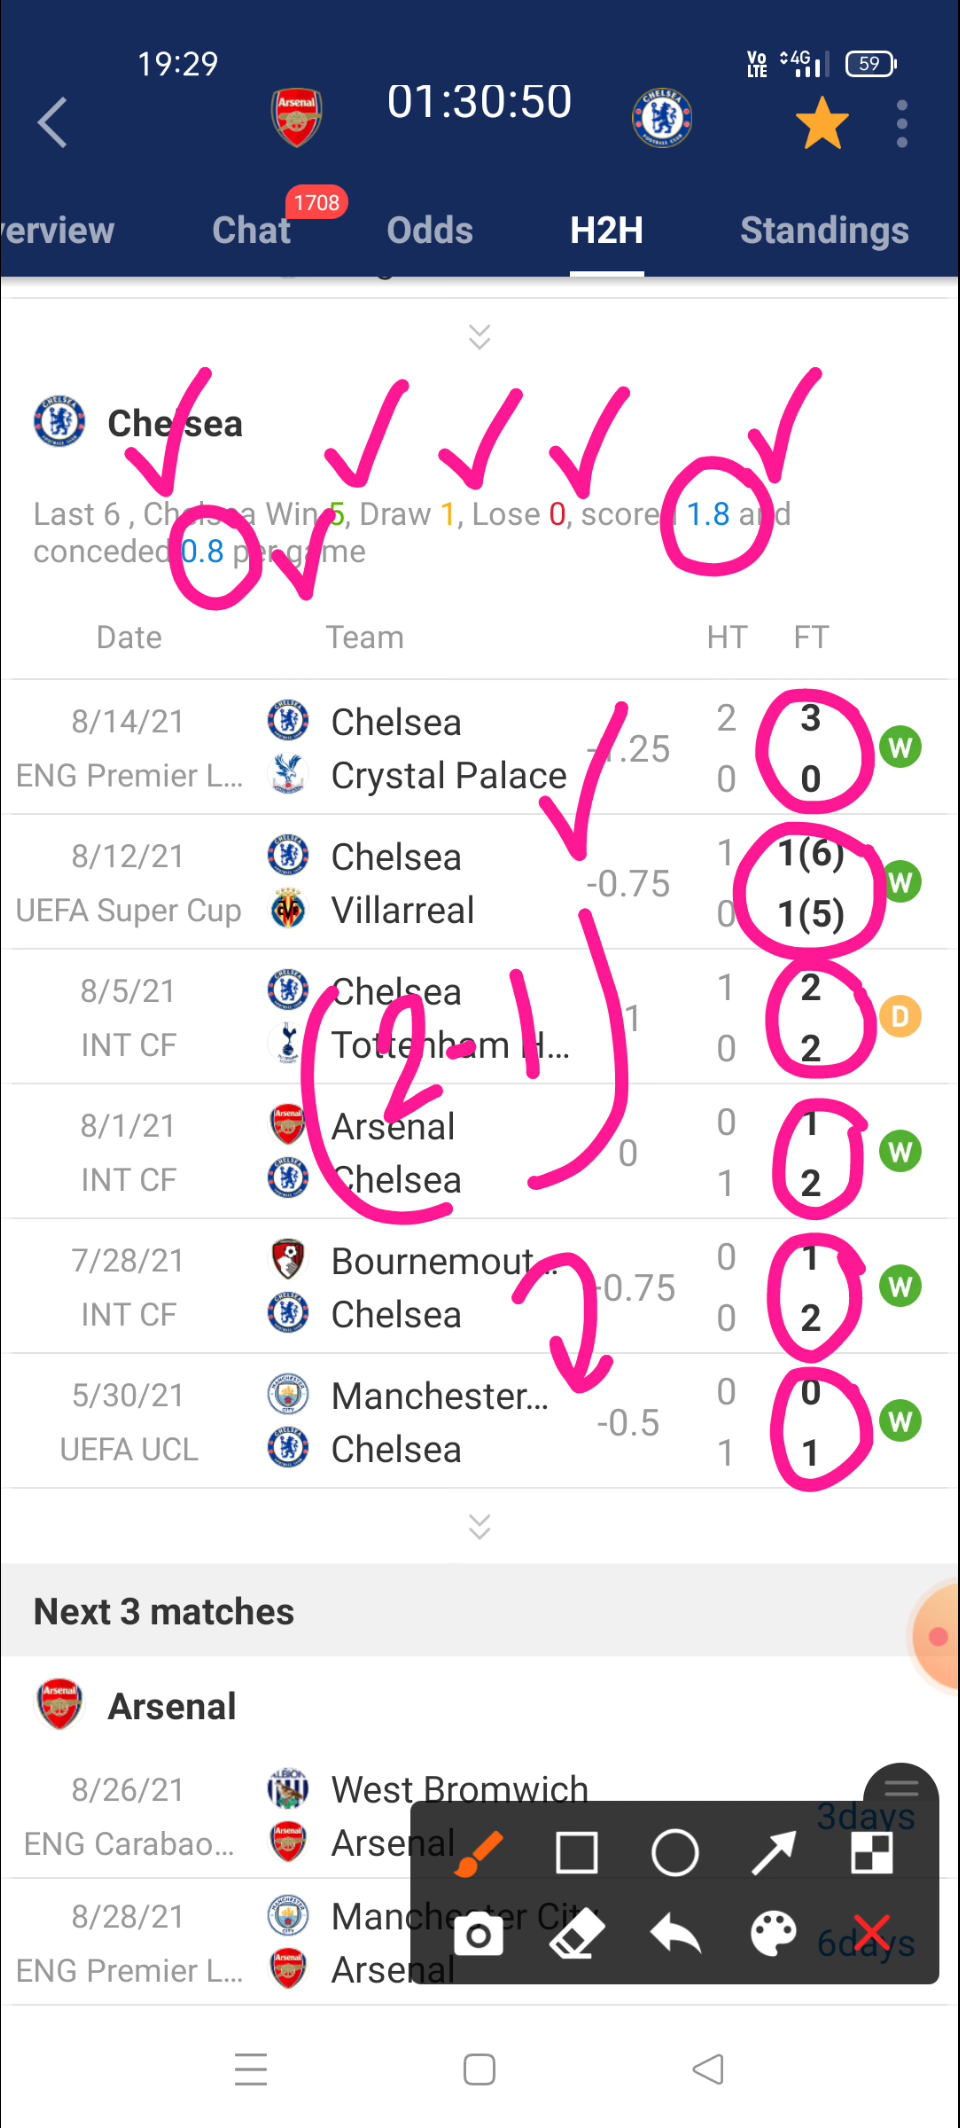 19:29
Vo LTE 4G 59
01:30:50
verview Chat 1708 Odds H2H Standings
Chelsea
Last 6 , Chelsea Win 5, Draw 1, Lose 0, scored 1.8 and
conceded 0.8 per game
Date Team HT FT
8/14/21 Chelsea 2 3
-1.25 W
ENG Premier L... Crystal Palace 0 0
8/12/21 Chelsea 1 1(6)
-0.75 W
UEFA Super Cup Villarreal 0 1(5)
8/5/21 Chelsea 1 2
1 D
INT CF Tottenham H... 0 2
(2-1)
8/1/21 Arsenal 0 1
0 W
INT CF Chelsea 1 2
7/28/21 Bournemout... 0 1
-0.75 W
INT CF Chelsea 0 2
5/30/21 Manchester... 0 0
-0.5 W
UEFA UCL Chelsea 1 1
Next 3 matches
Arsenal
8/26/21 West Bromwich
3days
ENG Carabao... Arsenal
8/28/21 Manchester City
6days
ENG Premier L... Arsenal